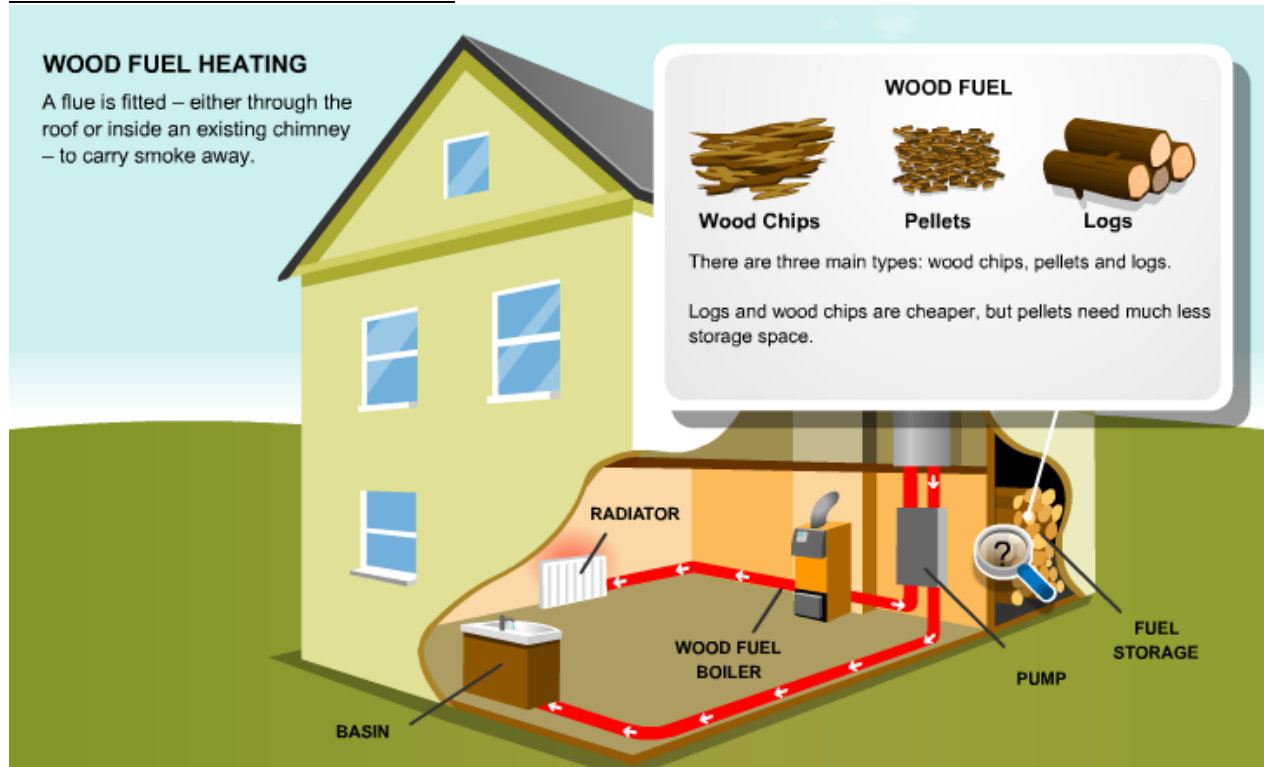 WOOD FUEL HEATING
A flue is fitted – either through the
roof or inside an existing chimney
– to carry smoke away.
WOOD FUEL
Wood Chips
Pellets
Logs
There are three main types: wood chips, pellets and logs.
Logs and wood chips are cheaper, but pellets need much less
storage space.
RADIATOR
?
WOOD FUEL
BOILER
FUEL
STORAGE
PUMP
BASIN